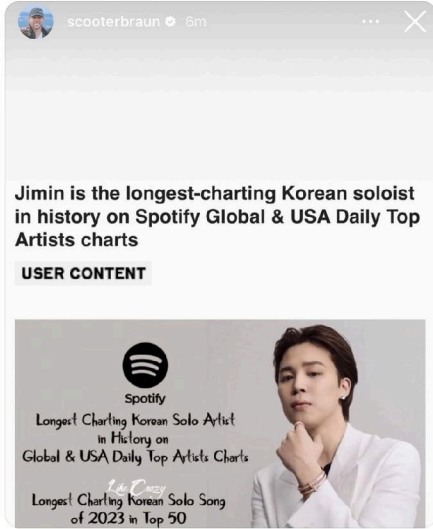 scooterbraun 6m
Jimin is the longest-charting Korean soloist
in history on Spotify Global & USA Daily Top
Artists charts
USER CONTENT
Spotify
Longest Charting Korean Solo Artist
in History on
Global & USA Daily Top Artists Charts
Like Crazy
Longest Charting Korean Solo Song
of 2023 in Top 50